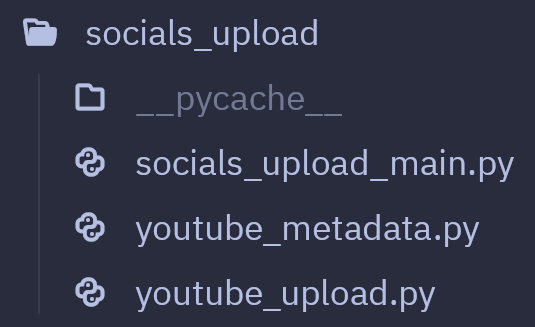 socials_upload
__pycache__
socials_upload_main.py
youtube_metadata.py
youtube_upload.py